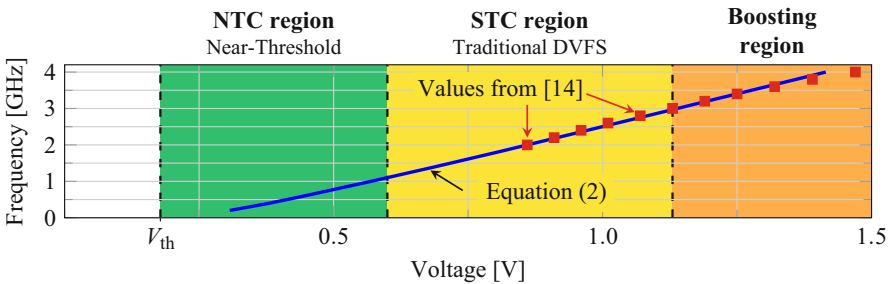 NTC region
Near-Threshold
STC region
Traditional DVFS
Boosting
region
Frequency [GHz]
4
3
2
1
0
Values from [14]
Equation (2)
Vth
0.5
1.0
1.5
Voltage [V]